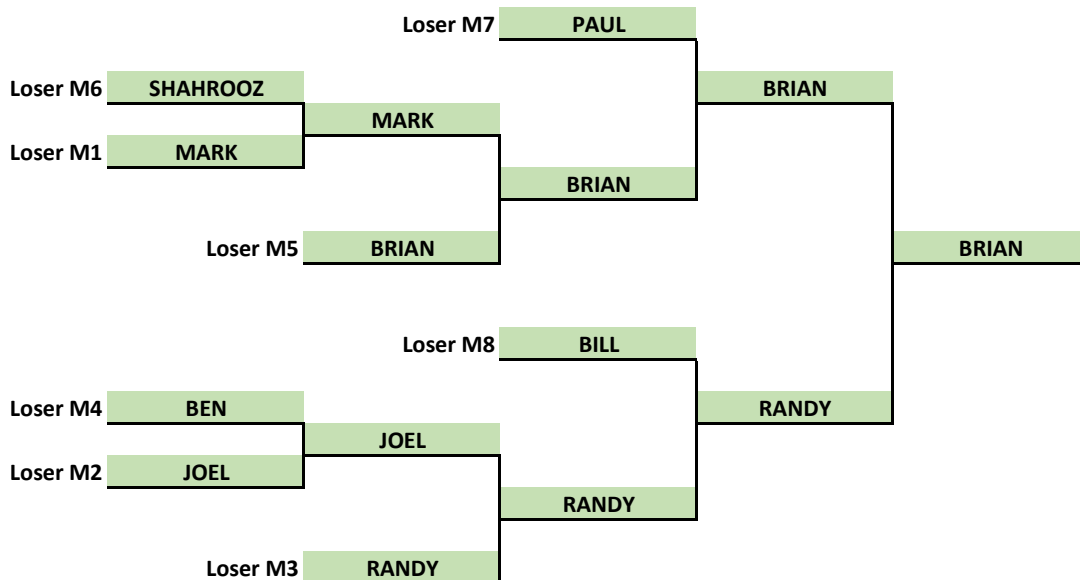 Loser M7 PAUL
Loser M6 SHAHROOZ BRIAN
MARK
Loser M1 MARK
BRIAN
Loser M5 BRIAN BRIAN
Loser M8 BILL
Loser M4 BEN RANDY
JOEL
Loser M2 JOEL
RANDY
Loser M3 RANDY